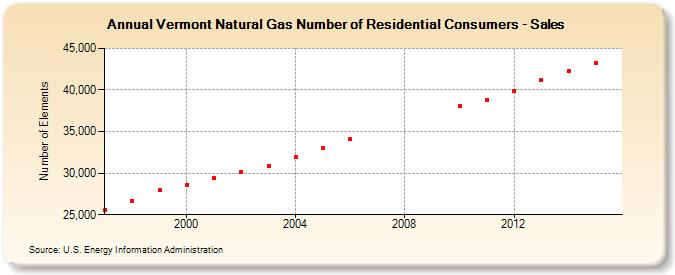 Annual Vermont Natural Gas Number of Residential Consumers - Sales
Number of Elements
45,000
40,000
35,000
30,000
25,000
2000 2004 2008 2012
Source: U.S. Energy Information Administration